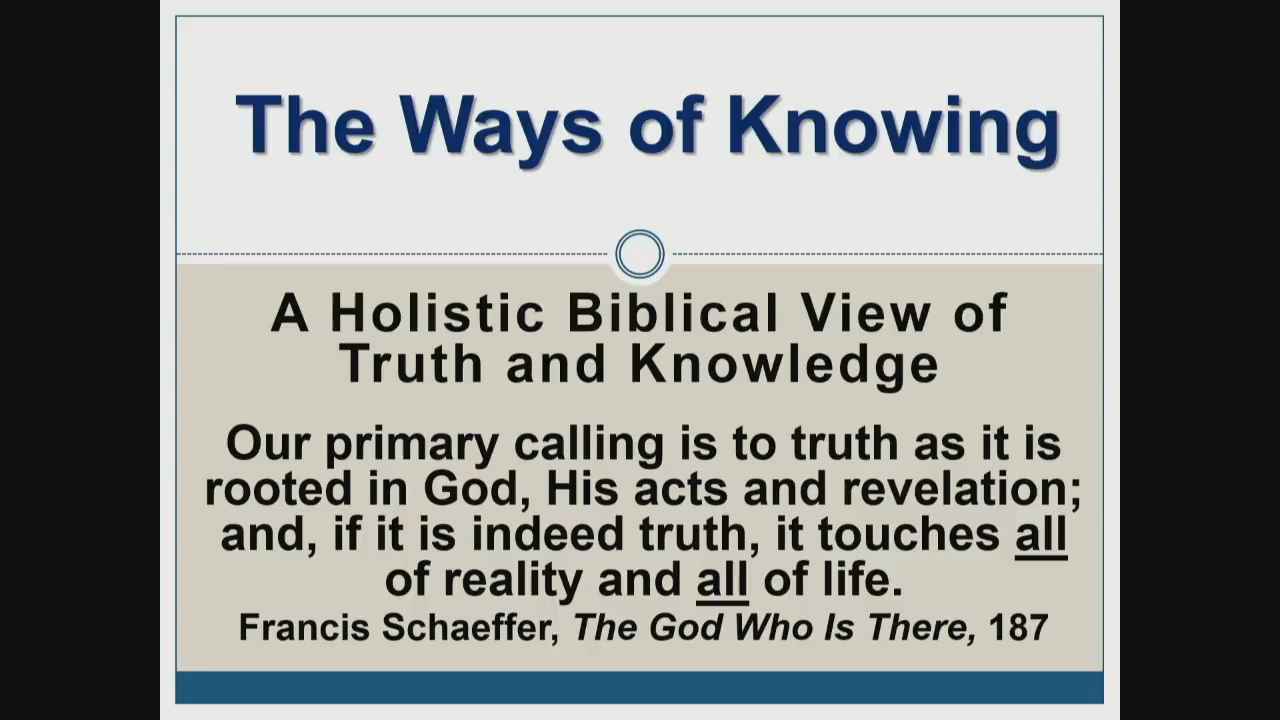 The Ways of Knowing
A Holistic Biblical View of
Truth and Knowledge
Our primary calling is to truth as it is
rooted in God, His acts and revelation;
and, if it is indeed truth, it touches all
of reality and all of life.
Francis Schaeffer, The God Who Is There, 187